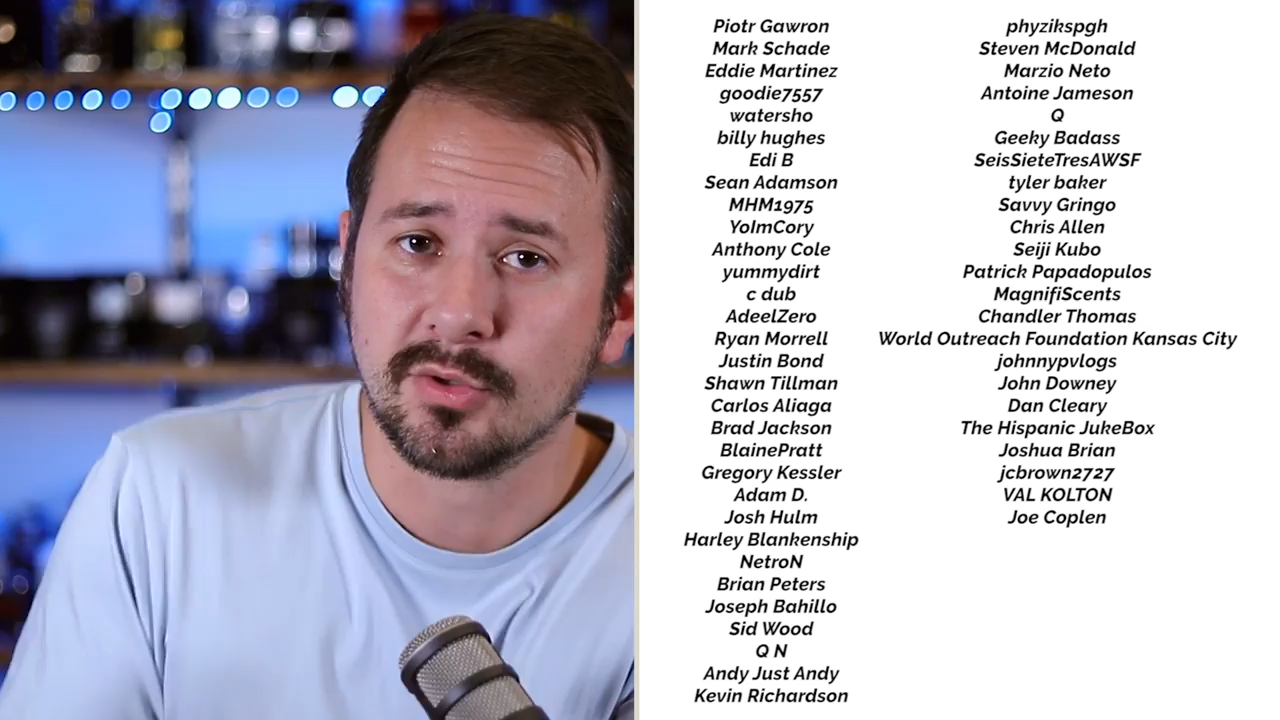 Piotr Gawron
Mark Schade
Eddie Martinez
goodie7557
watersho
billy hughes
Edi B
Sean Adamson
MHM1975
YoImCory
Anthony Cole
yummydirt
c dub
AdeelZero
Ryan Morrell
Justin Bond
Shawn Tillman
Carlos Aliaga
Brad Jackson
BlainePratt
Gregory Kessler
Adam D.
Josh Hulm
Harley Blankenship
NetroN
Brian Peters
Joseph Bahillo
Sid Wood
Q N
Andy Just Andy
Kevin Richardson
phyzikspgh
Steven McDonald
Marzio Neto
Antoine Jameson
Q
Geeky Badass
SeisSieteTresAWSF
tyler baker
Savvy Gringo
Chris Allen
Seiji Kubo
Patrick Papadopulos
MagnifiScents
Chandler Thomas
World Outreach Foundation Kansas City
johnnypvlogs
John Downey
Dan Cleary
The Hispanic JukeBox
Joshua Brian
jcbrown2727
VAL KOLTON
Joe Coplen